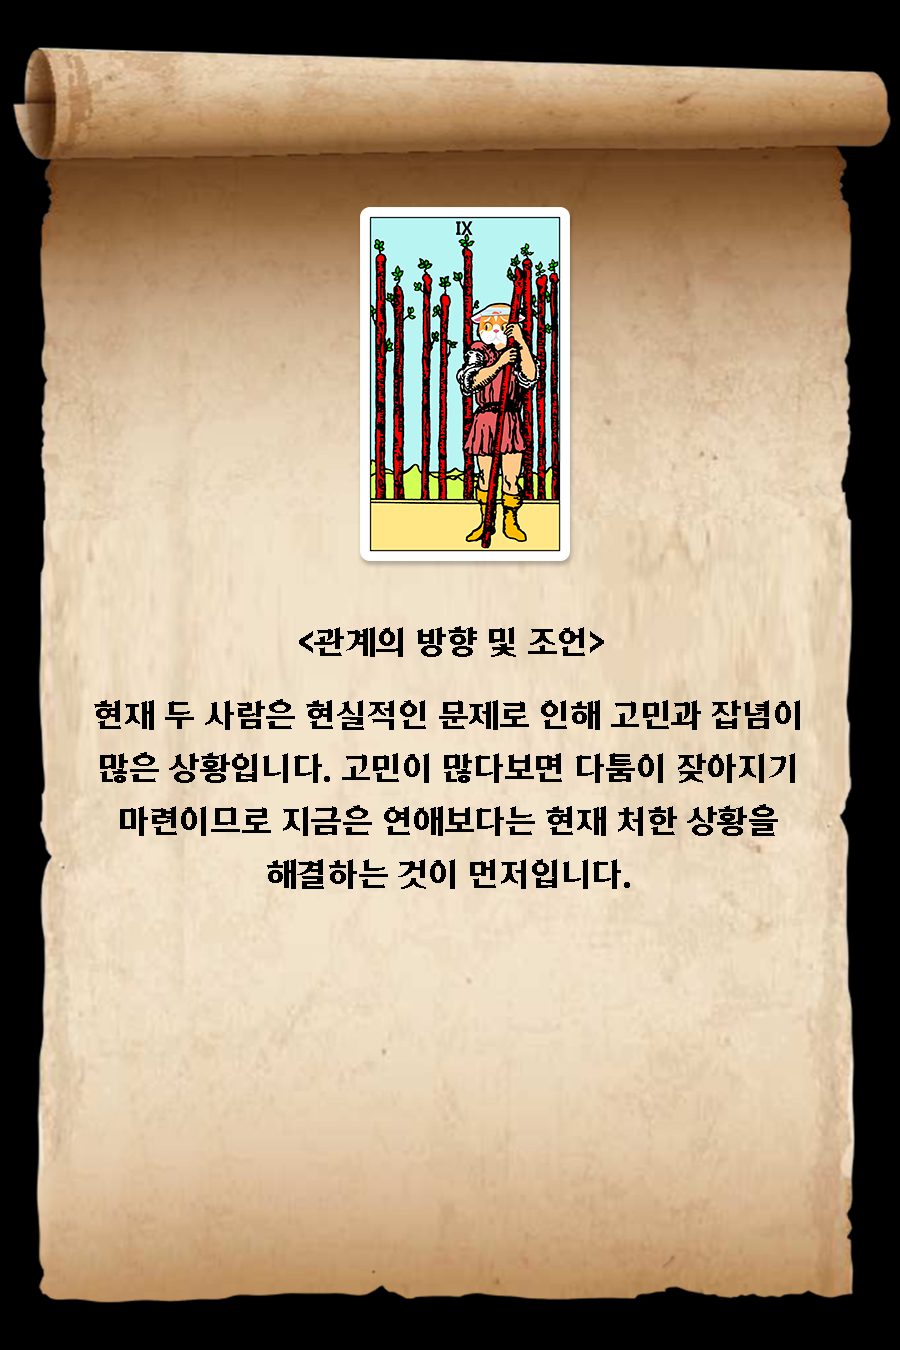 IX
<관계의 방향 및 조언>
현재 두 사람은 현실적인 문제로 인해 고민과 잡념이
많은 상황입니다. 고민이 많다보면 다툼이 잦아지기
마련이므로 지금은 연애보다는 현재 처한 상황을
해결하는 것이 먼저입니다.